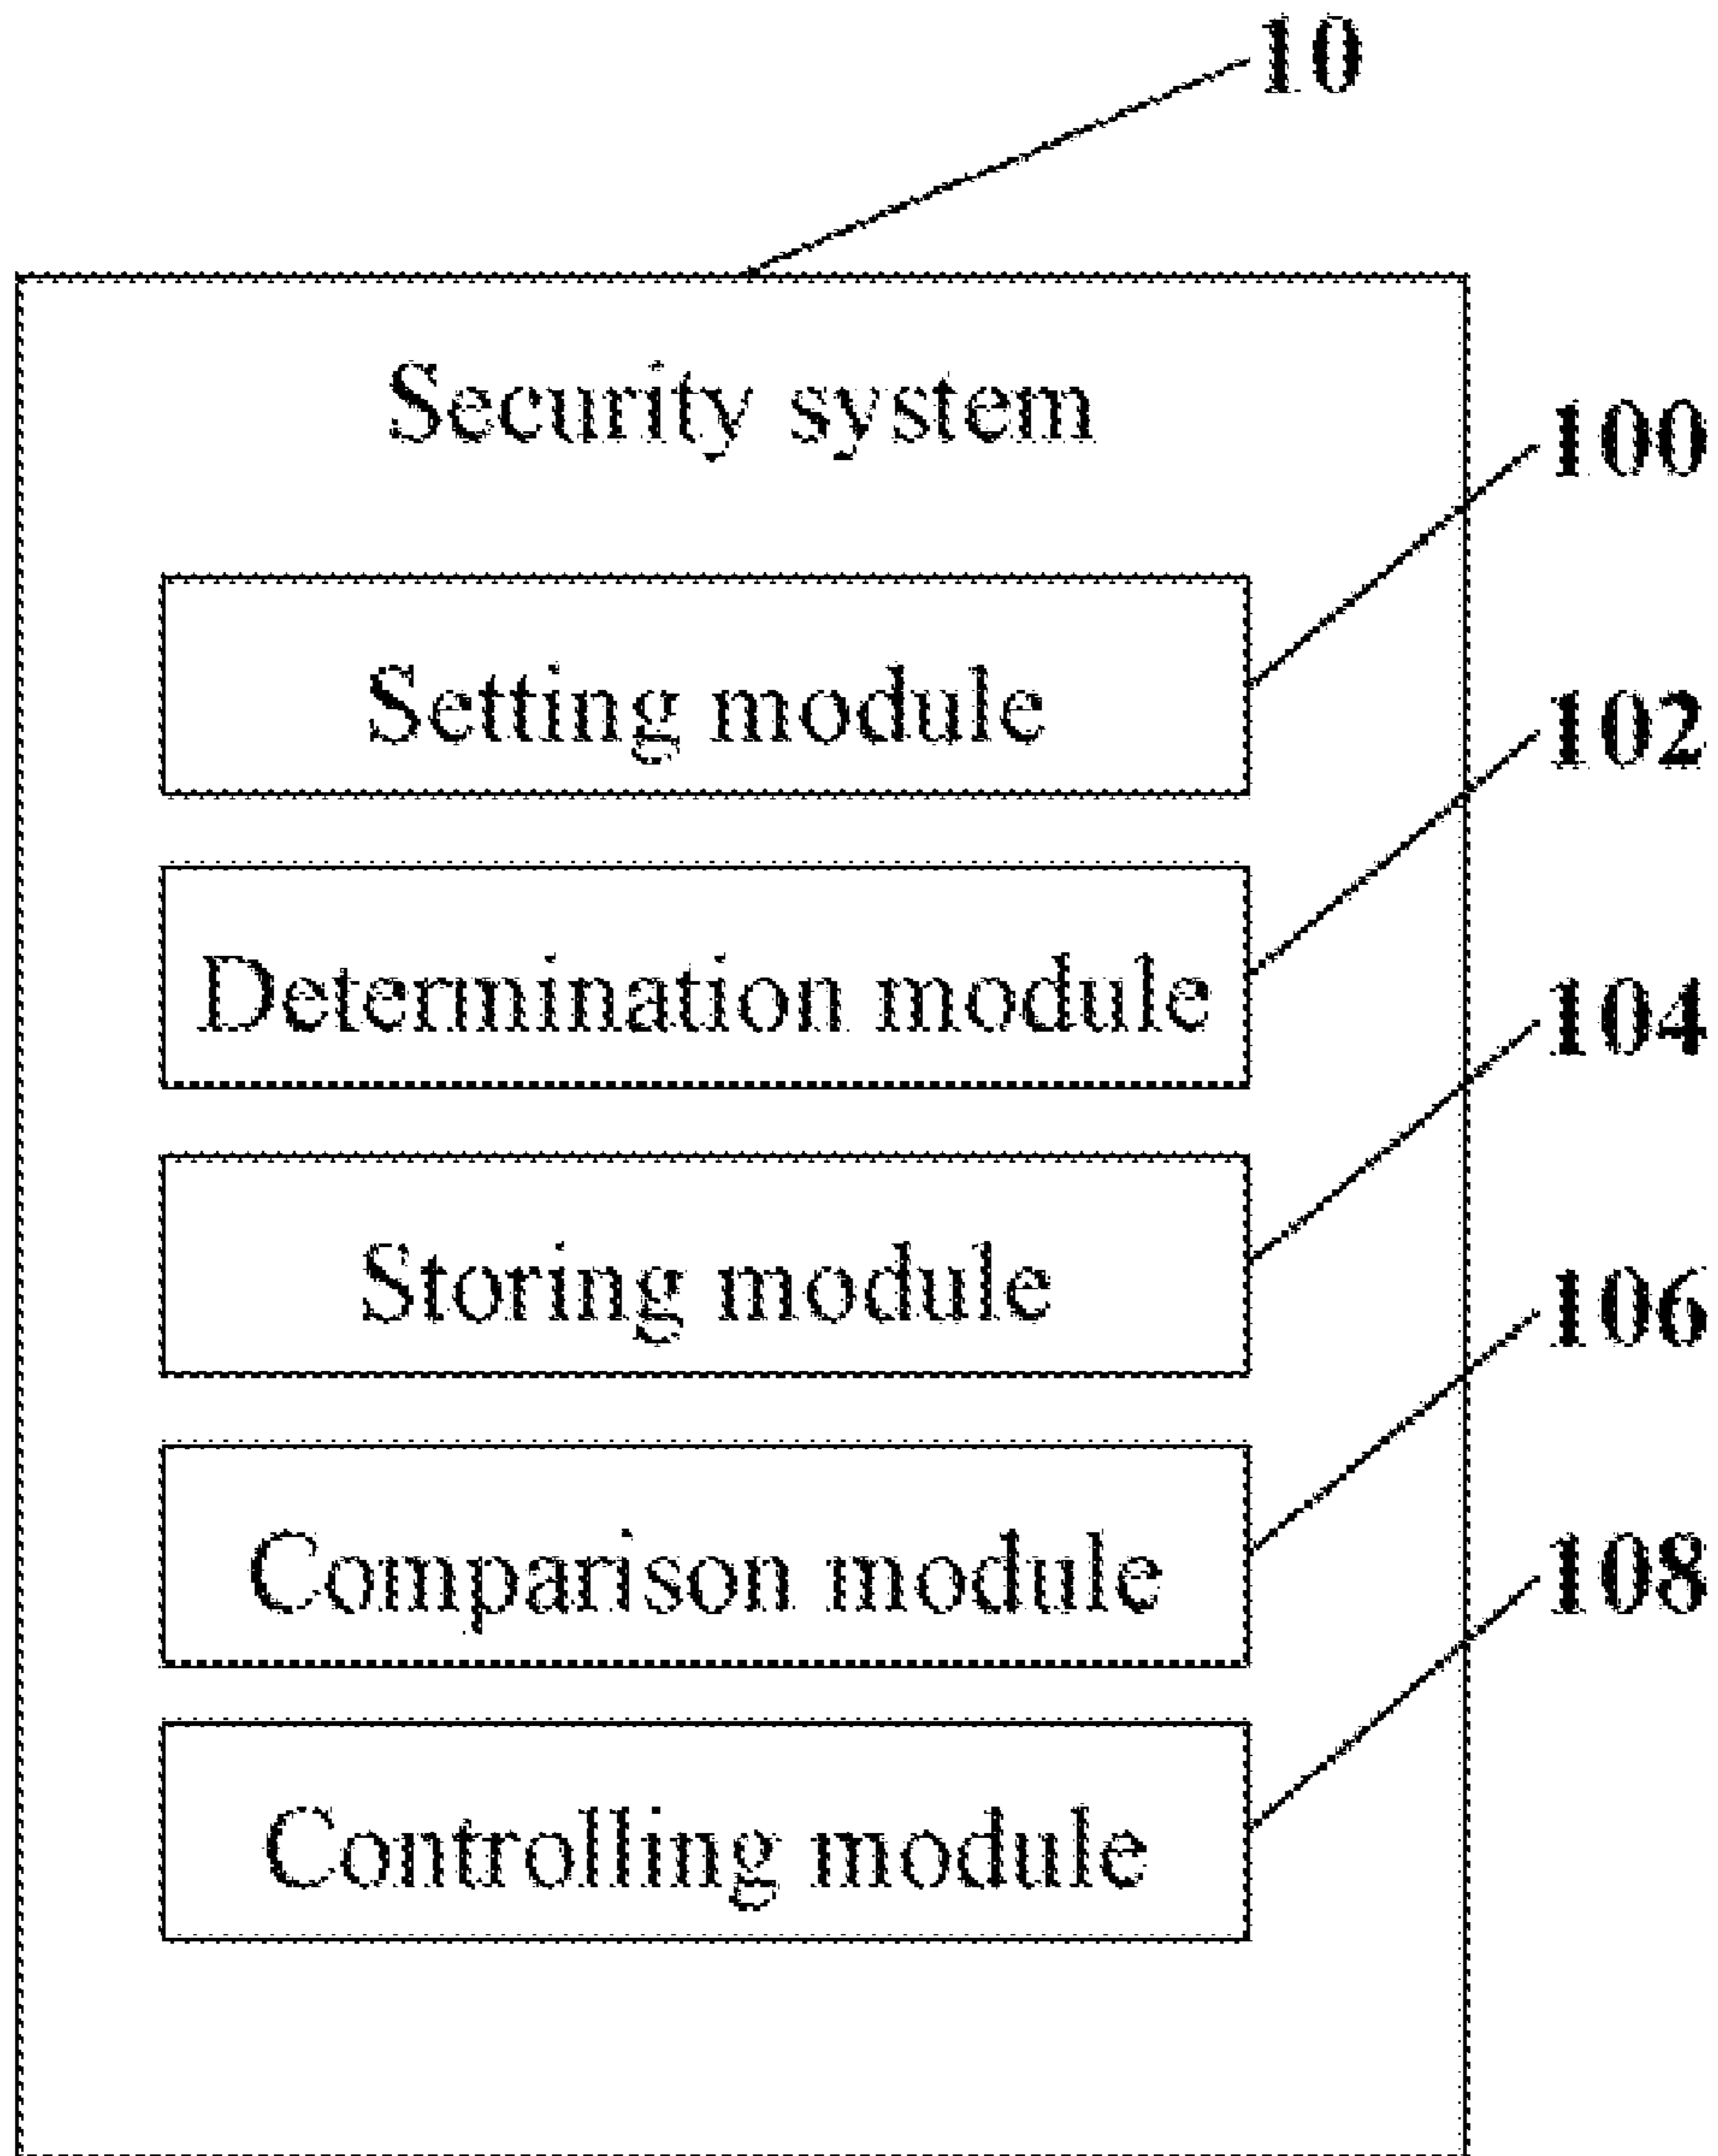 10
Security system
100
Setting module
102
Determination module
104
Storing module
106
Comparison module
108
Controlling module